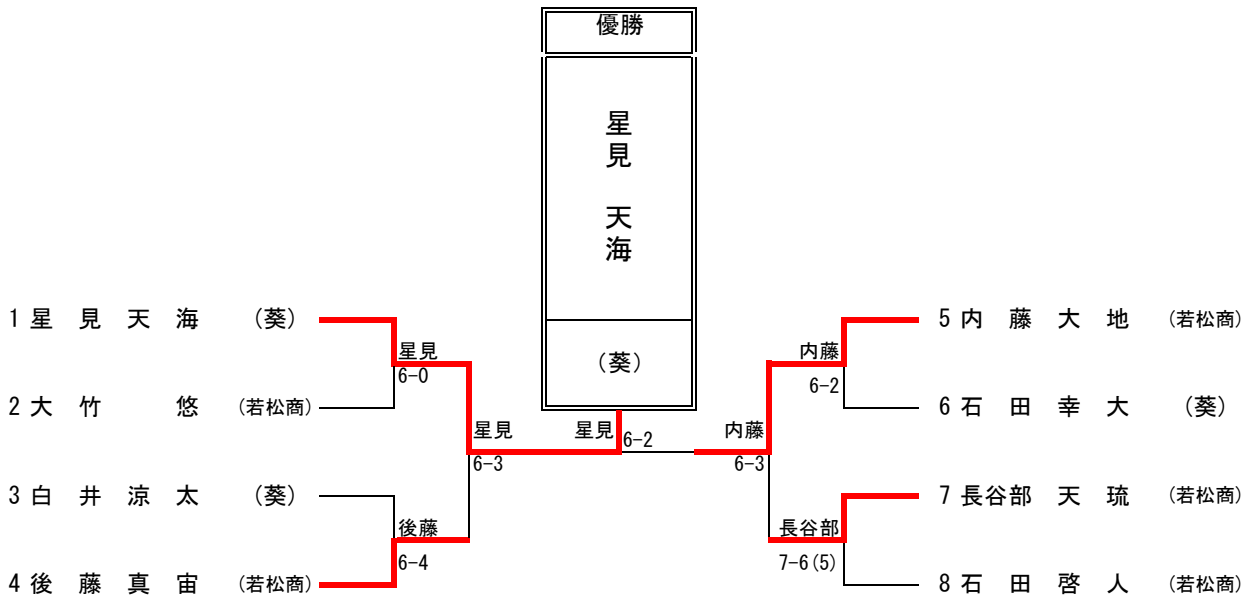 優勝
星見 天海
（葵）
1 星 見 天 海 （葵）
2 大 竹 悠 （若松商）
3 白 井 涼 太 （葵）
4 後 藤 真 宙 （若松商）
星見
6-0
後藤
6-4
星見
6-3
星見
6-2
内藤
6-3
内藤
6-2
長谷部
7-6(5)
5 内 藤 大 地 （若松商）
6 石 田 幸 大 （葵）
7 長谷部 天 琉 （若松商）
8 石 田 啓 人 （若松商）